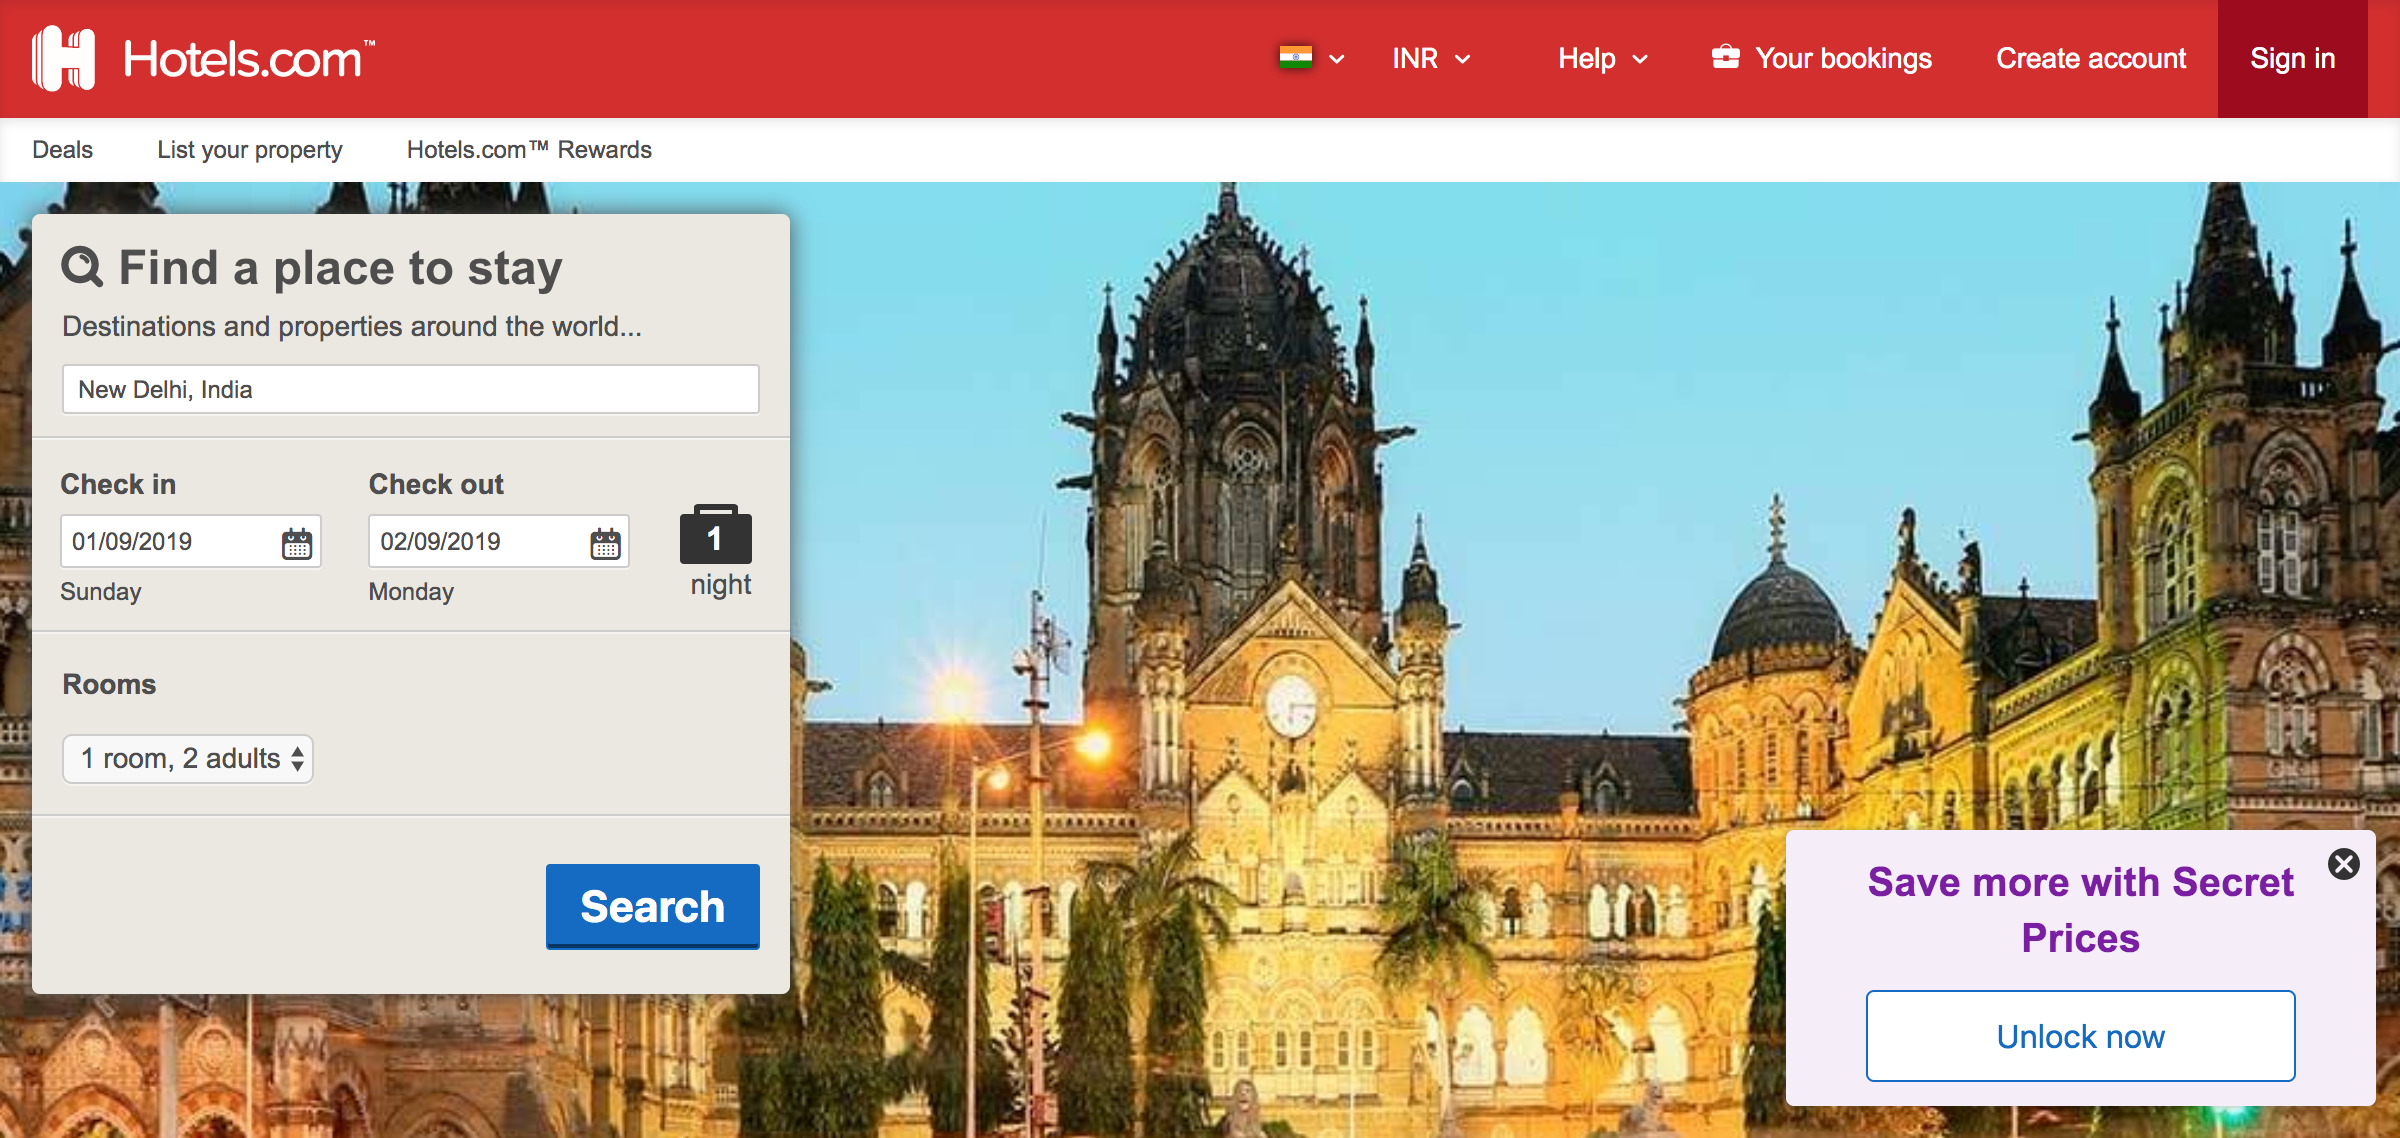 Hotels.com™
INR
Help
Your bookings
Create account
Sign in
Deals
List your property
Hotels.com™ Rewards
Find a place to stay
Destinations and properties around the world...
New Delhi, India
Check in
Check out
01/09/2019
02/09/2019
1
Sunday
Monday
night
Rooms
1 room, 2 adults
Search
Save more with Secret
Prices
Unlock now